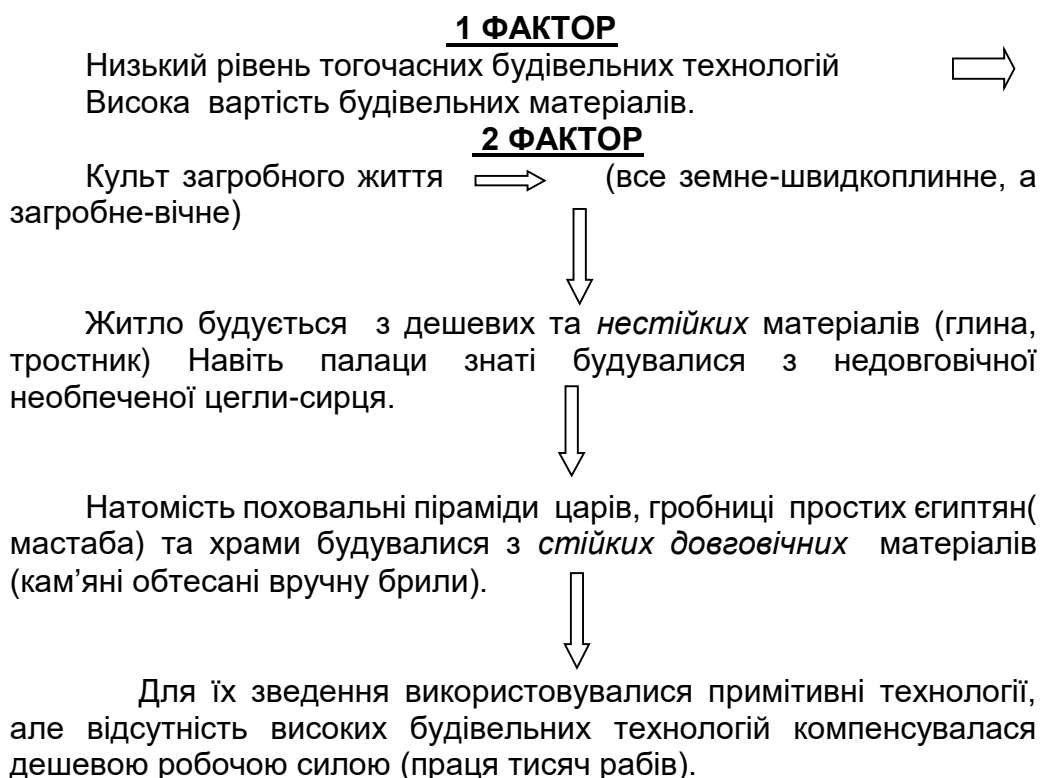 1 ФАКТОР
Низький рівень тогочасних будівельних технологій
Висока вартість будівельних матеріалів.
2 ФАКТОР
Культ загробного життя (все земне-швидкоплинне, а
загробне-вічне)
Житло будується з дешевих та нестійких матеріалів (глина,
тростник) Навіть палаци знаті будувалися з недовговічної
необпеченої цегли-сирця.
Натомість поховальні піраміди царів, гробниці простих єгиптян(
мастаба) та храми будувалися з стійких довговічних матеріалів
(кам’яні обтесані вручну брили).
Для їх зведення використовувалися примітивні технології,
але відсутність високих будівельних технологій компенсувалася
дешевою робочою силою (праця тисяч рабів).